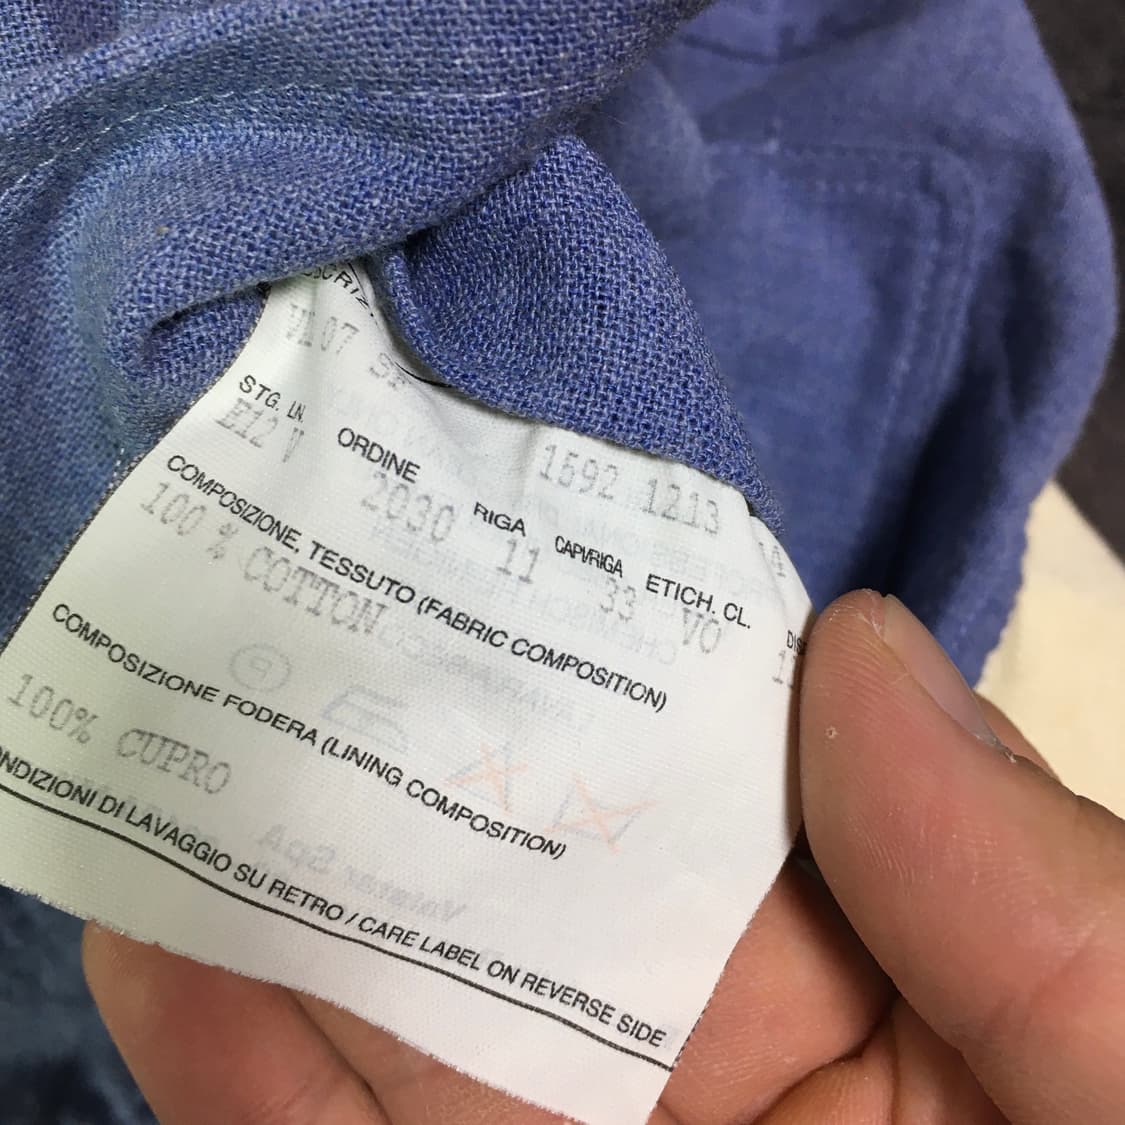 STG. LN. ORDINE RIGA CAPI/RIGA ETICH. CL.
E12 V 2030 11 33 VO
1592 1213
COMPOSIZIONE, TESSUTO (FABRIC COMPOSITION)
100 % COTTON
COMPOSIZIONE FODERA (LINING COMPOSITION)
100% CUPRO
DI LAVAGGIO SU RETRO / CARE LABEL ON REVERSE SIDE